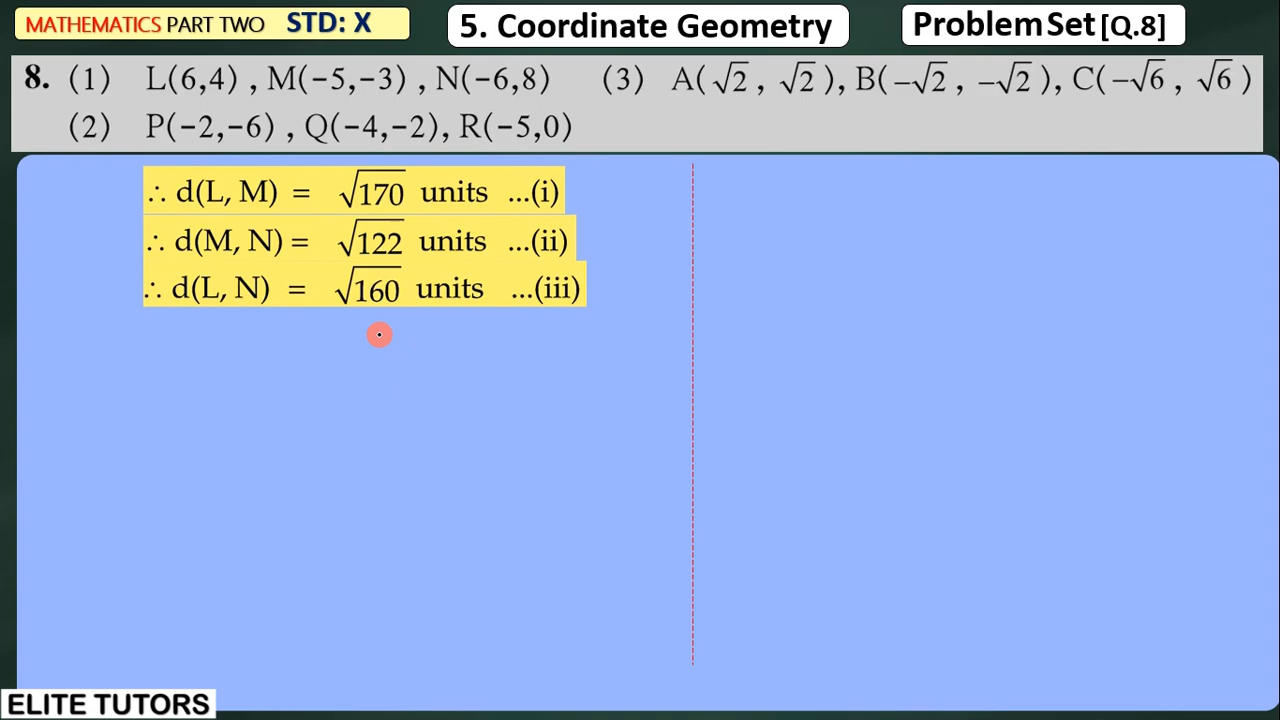 MATHEMATICS PART TWO STD: X
5. Coordinate Geometry
Problem Set [Q.8]
8. (1) L(6,4) , M(−5,−3) , N(−6,8) (3) A(√2 , √2), B(−√2 , −√2), C(−√6 , √6)
(2) P(−2,−6) , Q(−4,−2), R(−5,0)
∴ d(L, M) = √170 units ...(i)
∴ d(M, N) = √122 units ...(ii)
∴ d(L, N) = √160 units ...(iii)
ELITE TUTORS